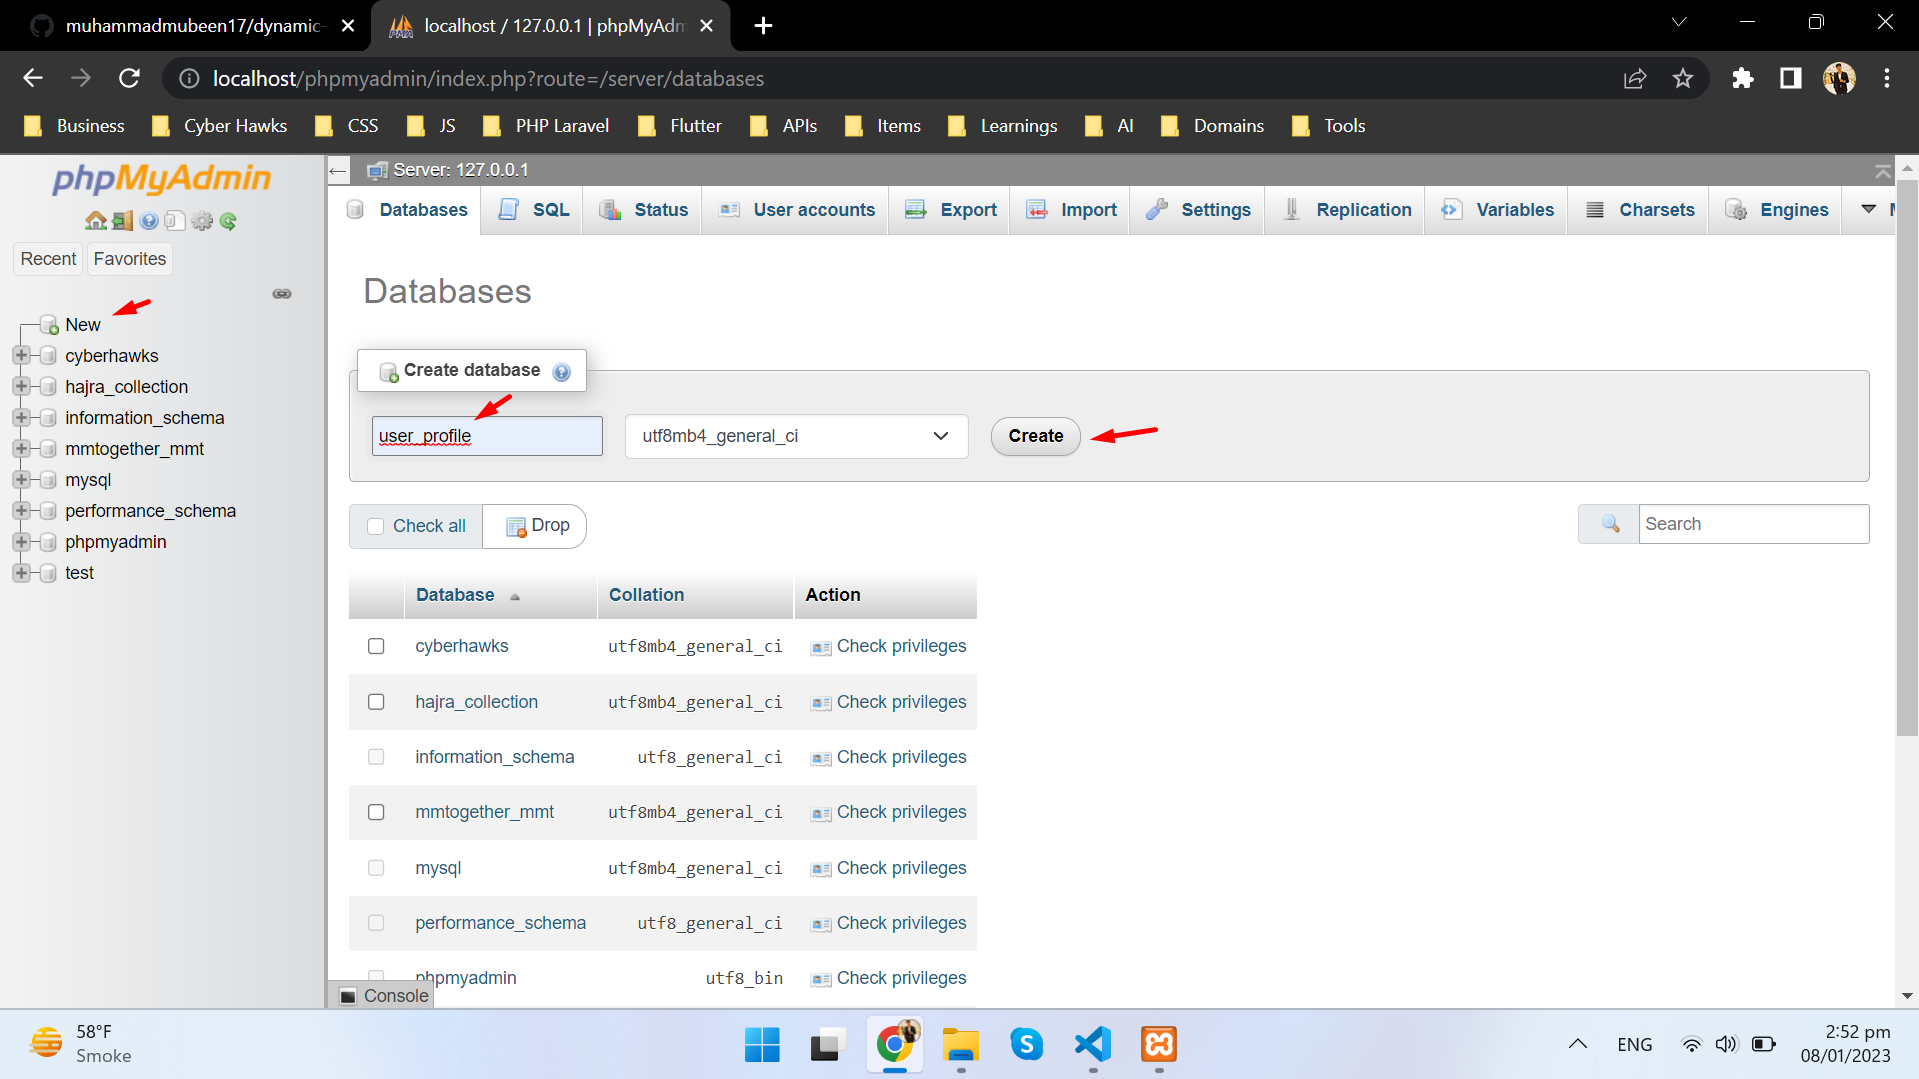 muhammadmubeen17/dynamic-
localhost / 127.0.0.1 | phpMyAdm
localhost/phpmyadmin/index.php?route=/server/databases
Business
Cyber Hawks
CSS
JS
PHP Laravel
Flutter
APIs
Items
Learnings
AI
Domains
Tools
phpMyAdmin
Recent
Favorites
New
cyberhawks
hajra_collection
information_schema
mmtogether_mmt
mysql
performance_schema
phpmyadmin
test
Server: 127.0.0.1
Databases
SQL
Status
User accounts
Export
Import
Settings
Replication
Variables
Charsets
Engines
Databases
Create database
user_profile
utf8mb4_general_ci
Create
Check all
Drop
Search
Database
Collation
Action
cyberhawks utf8mb4_general_ci Check privileges
hajra_collection utf8mb4_general_ci Check privileges
information_schema utf8_general_ci Check privileges
mmtogether_mmt utf8mb4_general_ci Check privileges
mysql utf8mb4_general_ci Check privileges
performance_schema utf8_general_ci Check privileges
phpmyadmin utf8_bin Check privileges
Console
58°F
Smoke
ENG
2:52 pm
08/01/2023